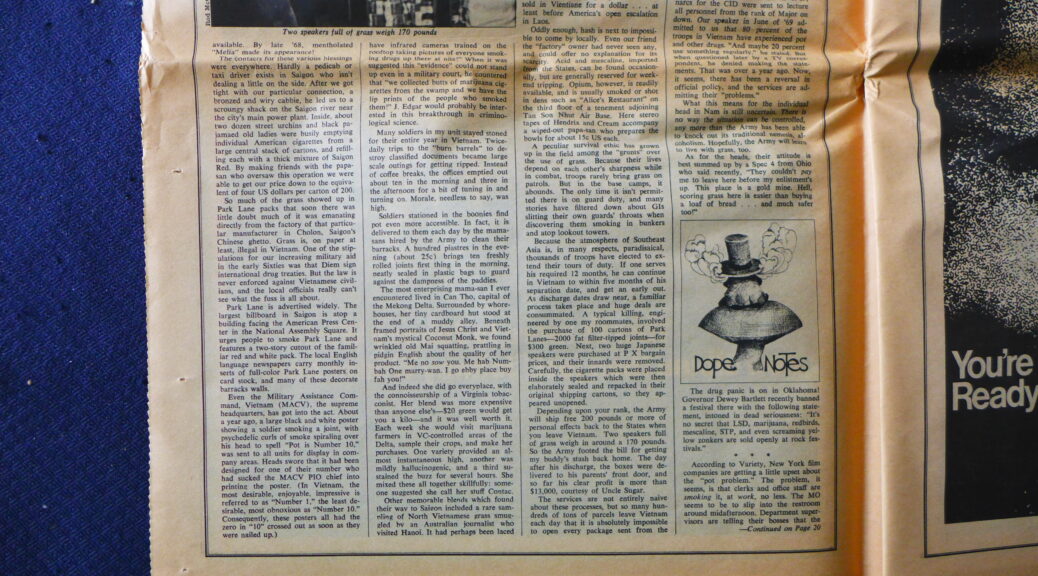 Two speakers full of grass weigh 170 pounds
available. By late '68, mentholated
"Mellia" made its appearance!
The contacts for these various blessings
were everywhere. Hardly a pedicab or
taxi driver exists in Saigon who isn't
dealing a little on the side. After we got
tight with our particular connection, a
bronzed and wiry cabbie, he led us to a
scroungy shack on the Saigon river near
the city's main power plant. Inside, about
two dozen street urchins and black pa-
jamaed old ladies were busily emptying
individual American cigarettes from a
large central stack of cartons, and refill-
ing each with a thick mixture of Saigon
Red. By making friends with the papa-
san who oversaw this operation we were
able to get our price down to the equiva-
lent of four US dollars per carton of 200.
So much of the grass showed up in
Park Lane packs that soon there was
little doubt much of it was emanating
directly from the factory of that particu-
lar manufacturer in Cholon, Saigon's
Chinese ghetto. Grass is, on paper at
least, illegal in Vietnam. One of the stip-
ulations for our increasing military aid
in the early Sixties was that Diem sign
international drug treaties. But the law is
never enforced against Vietnamese civil-
ians, and the local officials really can't
see what the fuss is all about.
Park Lane is advertised widely. The
largest billboard in Saigon is atop a
building facing the American Press Cen-
ter in the National Assembly Square. It
urges people to smoke Park Lane and
features a two-story cutout of the famil-
iar red and white pack. The local English
language newspapers carry monthly in-
serts of full-color Park Lane posters on
card stock, and many of these decorate
barracks walls.
Even the Military Assistance Com-
mand, Vietnam (MACV), the supreme
headquarters, has got into the act. About
a year ago, a large black and white poster
showing a soldier smoking a joint, with
psychedelic curls of smoke spiraling over
his head to spell "Pot is Number 10,"
was sent to all units for display in com-
pany areas. Heads swore that it had been
designed for one of their number who
had sucked the MACV PIO chief into
printing the poster. (In Vietnam, the
most desirable, enjoyable, impressive is
referred to as "Number 1," the least de-
sirable, most obnoxious as "Number 10."
Consequently, these posters all had the
zero in "10" crossed out as soon as they
were nailed up.)
have infrared cameras trained on the
rooftop taking pictures of everyone smok-
ing drugs up there at night!" When it was
suggested this "evidence" could not stand
up even in a military court, he countered
that "we collected butts of marijuana cig-
arettes from the swamp and we have the
lip prints of the people who smoked
them!" J. Edgar would probably be inter-
ested in this breakthrough in crimino-
logical science.
Many soldiers in my unit stayed stoned
for their entire year in Vietnam. Twice-
daily trips to the "burn barrels" to de-
stroy classified documents became large
scale outings for getting ripped. Instead
of coffee breaks, the offices emptied out
about ten in the morning and three in
the afternoon for a bit of tuning in and
turning on. Morale, needless to say, was
high.
Soldiers stationed in the boonies find
pot even more accessible. In fact, it is
delivered to them each day by the mama-
sans hired by the Army to clean their
barracks. A hundred piastres in the eve-
ning (about 25c) brings ten freshly
rolled joints first thing in the morning,
neatly sealed in plastic bags to guard
against the dampness of the paddies.
The most enterprising mama-san I ever
encountered lived in Can Tho, capital of
the Mekong Delta. Surrounded by whore-
houses, her tiny cardboard hut stood at
the end of a muddy alley. Beneath
framed portraits of Jesus Christ and Viet-
nam's mystical Coconut Monk, we found
wrinkled old Mai squatting, prattling in
pidgin English about the quality of her
product. "Me no sow you. Me hab Num-
bah One murry-wan. I go ebby place buy
fah you!"
And indeed she did go everyplace, with
the connoisseurship of a Virginia tobac-
conist. Her blend was more expensive
than anyone else's—$20 green would get
you a kilo—and it was well worth it.
Each week she would visit marijuana
farmers in VC-controlled areas of the
Delta, sample their crops, and make her
purchases. One variety provided an al-
most instantaneous high, another was
mildly hallucinogenic, and a third su-
stained the buzz for several hours. She
mixed these all together skillfully: some-
one suggested she call her stuff Contac.
Other memorable blends which found
their way to Saigon included a rare sam-
pling of North Vietnamese grass smug-
gled by an Australian journalist who
visited Hanoi. It had perhaps been laced
sold in Vientiane for a dollar . . . at
least before America's open escalation
in Laos.
Oddly enough, hash is next to impossi-
ble to come by locally. Even our friend
the "factory" owner had never seen any,
and could offer no explanation for its
scarcity. Acid and mescaline, imported
from the States, can be found occasion-
ally, but are generally reserved for week-
end tripping. Opium, however, is readily
available, and is usually smoked or shot
in dens such as "Alice's Restaurant" on
the third floor of a tenement adjoining
Tan Son Nhut Air Base. Here stereo
tapes of Hendrix and Cream accompany
a wiped-out papa-san who prepares the
bowls for about 15c US each.
A peculiar survival ethic has grown
up in the field among the "grunts" over
the use of grass. Because their lives
depend on each other's sharpness while
in combat, troops rarely bring grass on
patrols. But in the base camps, it
abounds. The only time it isn't permit-
ted there is on guard duty, and many
stories have filtered down about GIs
slitting their own guards' throats when
discovering them smoking in bunkers
and atop lookout towers.
Because the atmosphere of Southeast
Asia is, in many respects, paradisaical,
thousands of troops have elected to ex-
tend their tours of duty. If one serves
his required 12 months, he can continue
in Vietnam to within five months of his
separation date, and get an early out.
As discharge dates draw near, a familiar
process takes place and huge deals are
consummated. A typical killing, engi-
neered by one my roommates, involved
the purchase of 100 cartons of Park
Lanes—2000 fat filter-tipped joints—for
$300 green. Next, two huge Japanese
speakers were purchased at P X bargain
prices, and their innards were removed.
Carefully, the cigarette packs were placed
inside the speakers which were then
elaborately sealed and repacked in their
original shipping cartons, so they ap-
peared unopened.
Depending upon your rank, the Army
will ship free 200 pounds or more of
personal effects back to the States when
you leave Vietnam. Two speakers full
of grass weigh in around a 170 pounds.
So the Army footed the bill for getting
my buddy's stash back home. The day
after his discharge, the boxes were de-
livered to his parents' front door, and
so far his clear profit is more than
$13,000, courtesy of Uncle Sugar.
The services are not entirely naive
about these processes, but so many hun-
dreds of tons of parcels leave Vietnam
each day that it is absolutely impossible
to open every package sent from the
narcs for the CID were sent to lecture
all personnel from the rank of Major on
down. Our speaker in June of '69 ad-
mitted to us that 80 percent of the
troops in Vietnam have experienced pot
and other drugs. "And maybe 20 percent
use something regularly," he stated. But
when questioned later by a TV corres-
pondent, he denied making the state-
ments. That was over a year ago. Now,
it seems, there has been a reversal in
official policy, and the services are ad-
mitting their "problems."
What this means for the individual
head in Nam is still uncertain. There is
no way the situation can be controlled,
any more than the Army has been able
to knock out its traditional nemesis, al-
coholism. Hopefully, the Army will learn
to live with grass, too.
As for the heads, their attitude is
best summed up by a Spec 4 from Ohio
who said recently, "They couldn't pay
me to leave here before my enlistment's
up. This place is a gold mine. Hell,
scoring grass here is easier than buying
a loaf of bread . . . and much safer
too!"
DOPE NOTES
The drug panic is on in Oklahoma!
Governor Dewey Bartlett recently banned
a festival there with the following state-
ment, intoned in dead seriousness: "It's
no secret that LSD, marijuana, redbirds,
mescaline, STP, and even screaming yel-
low zonkers are sold openly at rock fes-
tivals."
* * *
According to Variety, New York film
companies are getting a little upset about
the "pot problem." The problem, it
seems, is that clerks and office staff are
smoking it, at work, no less. The MO
seems to be to slip into the restroom
around midafternoon. Department super-
visors are telling their bosses that the
—Continued on Page 20
You're
Ready